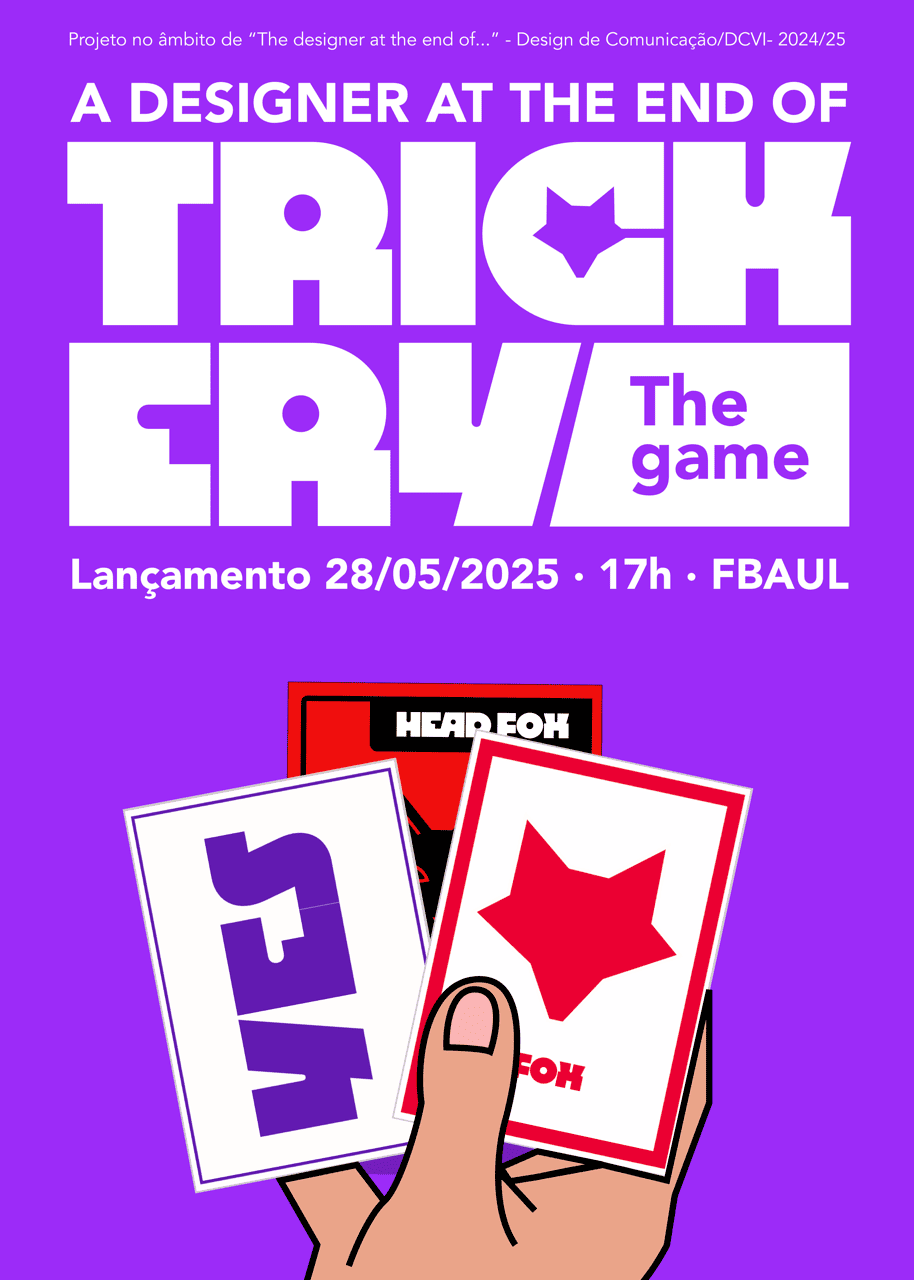 Projeto no âmbito de “The designer at the end of...” - Design de Comunicação/DCVI- 2024/25
A DESIGNER AT THE END OF
TRICK
ERY
The
game
Lançamento 28/05/2025 · 17h · FBAUL
HEAD FOX
YES
FOX